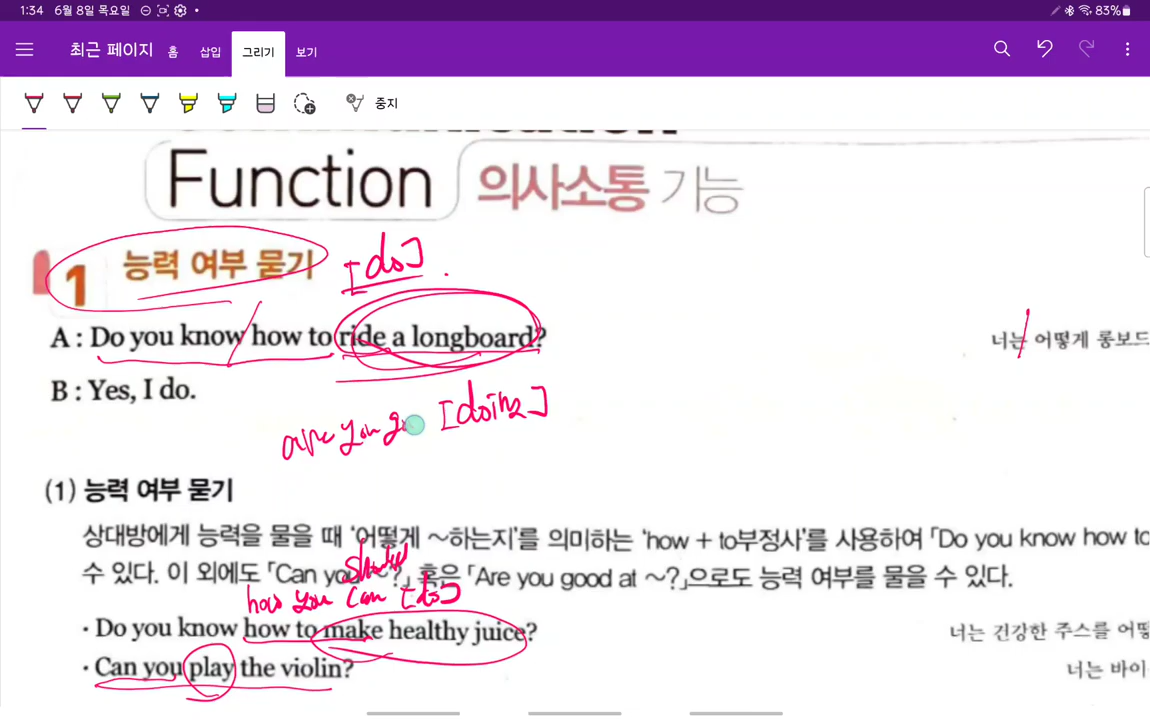 1:34 6월 8일 목요일 83%
최근 페이지 홈 삽입 그리기 보기
중지
Communication
Function 의사소통 기능
1 능력 여부 묻기 [do].
A : Do you know how to ride a longboard? 너는 어떻게 롱보드
B : Yes, I do.
are you go [doing]
(1) 능력 여부 묻기
상대방에게 능력을 물을 때 ‘어떻게 ~하는지’를 의미하는 ‘how + to부정사’를 사용하여 「Do you know how to
should
수 있다. 이 외에도 「Can you ~?」 혹은 「Are you good at ~?」으로도 능력 여부를 물을 수 있다.
how you can [do]
· Do you know how to make healthy juice? 너는 건강한 주스를 어떻
· Can you play the violin? 너는 바이